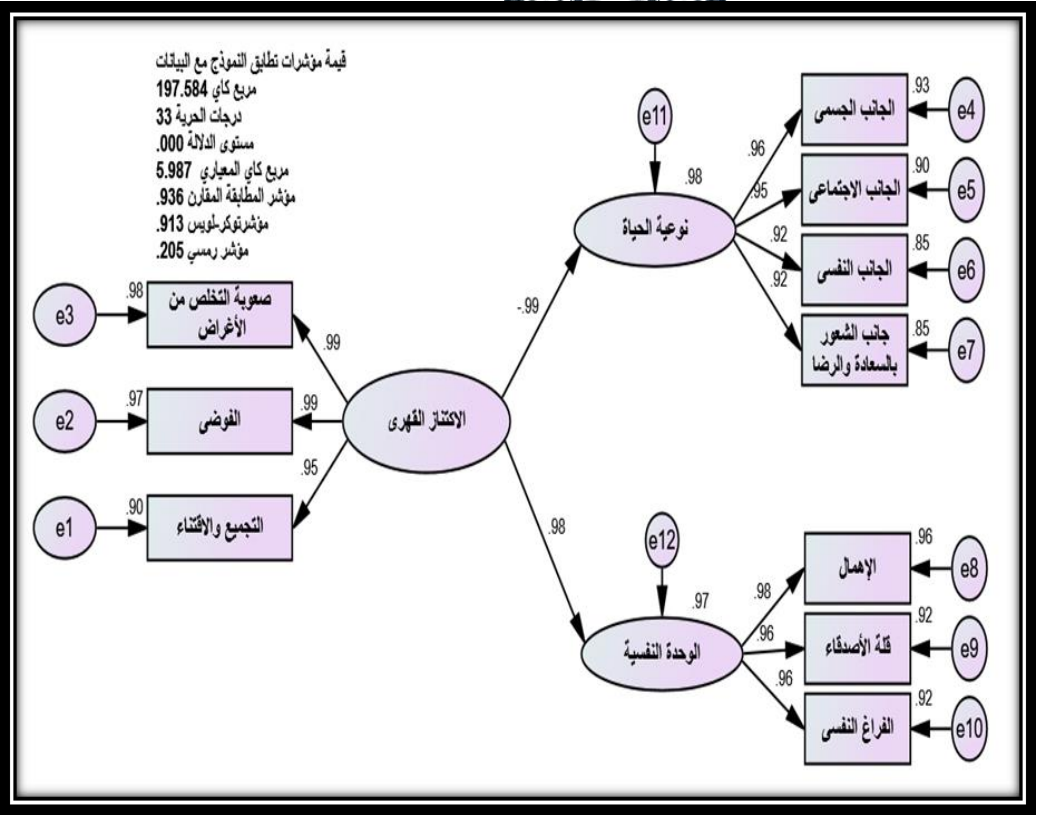 قيمة مؤشرات تطابق النموذج مع البيانات
مربع كاي 197.584
درجات الحرية 33
مستوى الدلالة 000.
مربع كاي المعياري 5.987
مؤشر المطابقة المقارن 936.
مؤشرتوكر-لويس 913.
مؤشر رمسي 205.
e11
.98
نوعية الحياة
.96
.95
.92
.92
.93
الجانب الجسمى
e4
.90
الجانب الاجتماعى
e5
.85
الجانب النفسى
e6
.85
جانب الشعور
بالسعادة والرضا
e7
e3
.98
صعوبة التخلص من
الأغراض
.99
e2
.97
الفوضى
.99
e1
.90
التجميع والاقتناء
.95
الاكتناز القهرى
-.99
.98
e12
.97
الوحدة النفسية
.98
.96
.96
.96
الإهمال
e8
.92
قلة الأصدقاء
e9
.92
الفراغ النفسى
e10